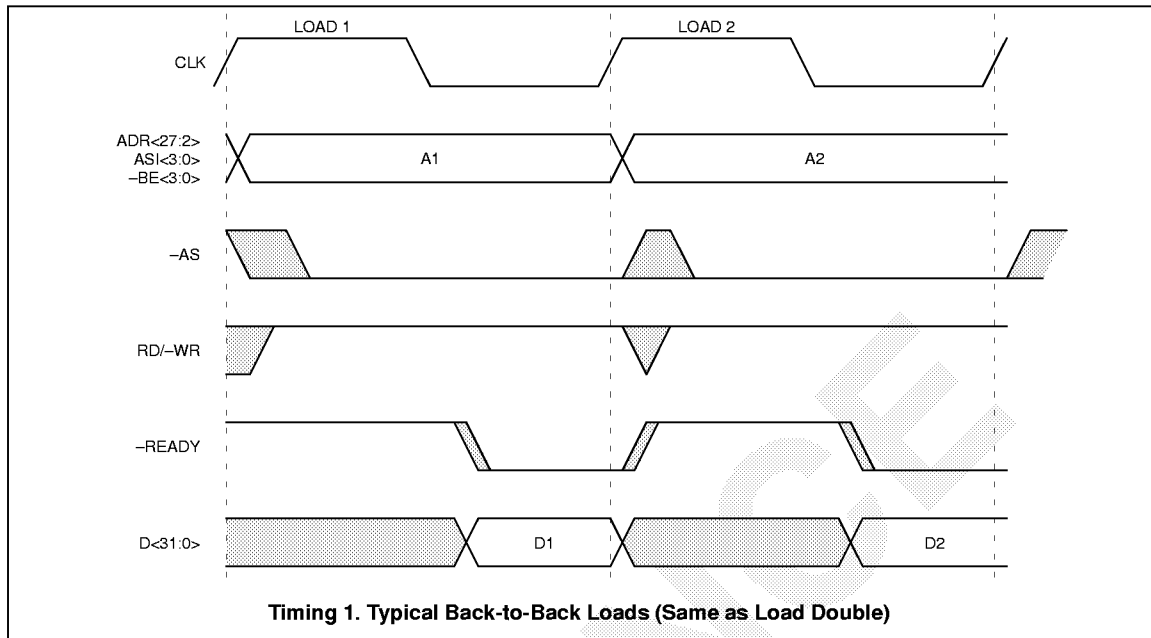 LOAD 1 LOAD 2
CLK
ADR<27:2>
ASI<3:0>
–BE<3:0>
A1 A2
–AS
RD/–WR
–READY
D<31:0> D1 D2
Timing 1. Typical Back-to-Back Loads (Same as Load Double)